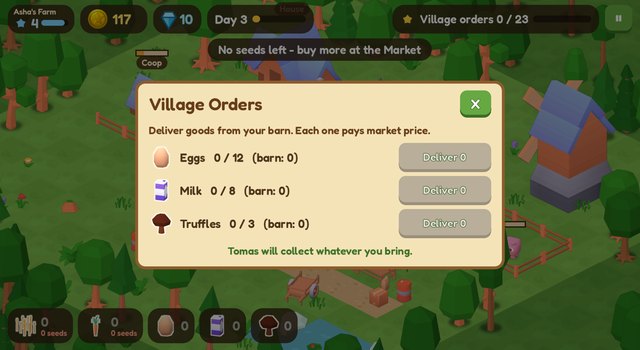 Asha's Farm
4
117
10
Day 3
House
Village orders 0 / 23
No seeds left - buy more at the Market
Coop
Village Orders
X
Deliver goods from your barn. Each one pays market price.
Eggs 0 / 12 (barn: 0)
Deliver 0
Milk 0 / 8 (barn: 0)
Deliver 0
Truffles 0 / 3 (barn: 0)
Deliver 0
Tomas will collect whatever you bring.
0
0 seeds
0
0 seeds
0
0
0